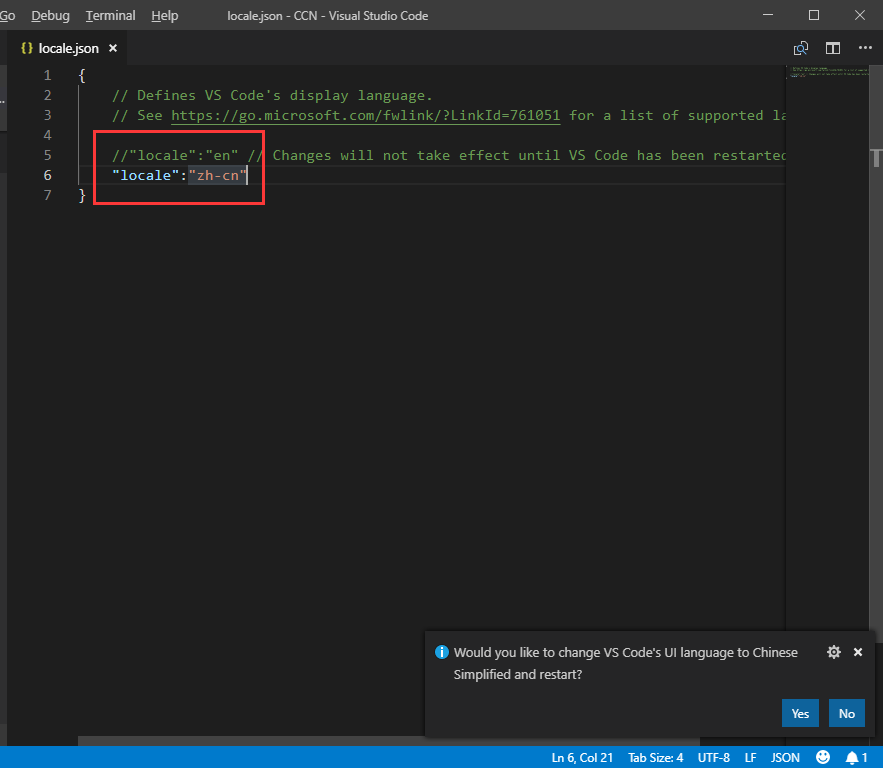 Go Debug Terminal Help locale.json - CCN - Visual Studio Code
{} locale.json ×
1 {
2 // Defines VS Code's display language.
3 // See https://go.microsoft.com/fwlink/?LinkId=761051 for a list of supported la
4
5 //"locale":"en" // Changes will not take effect until VS Code has been restarted
6 "locale":"zh-cn"
7 }
Would you like to change VS Code's UI language to Chinese
Simplified and restart?
Yes No
Ln 6, Col 21 Tab Size: 4 UTF-8 LF JSON 1